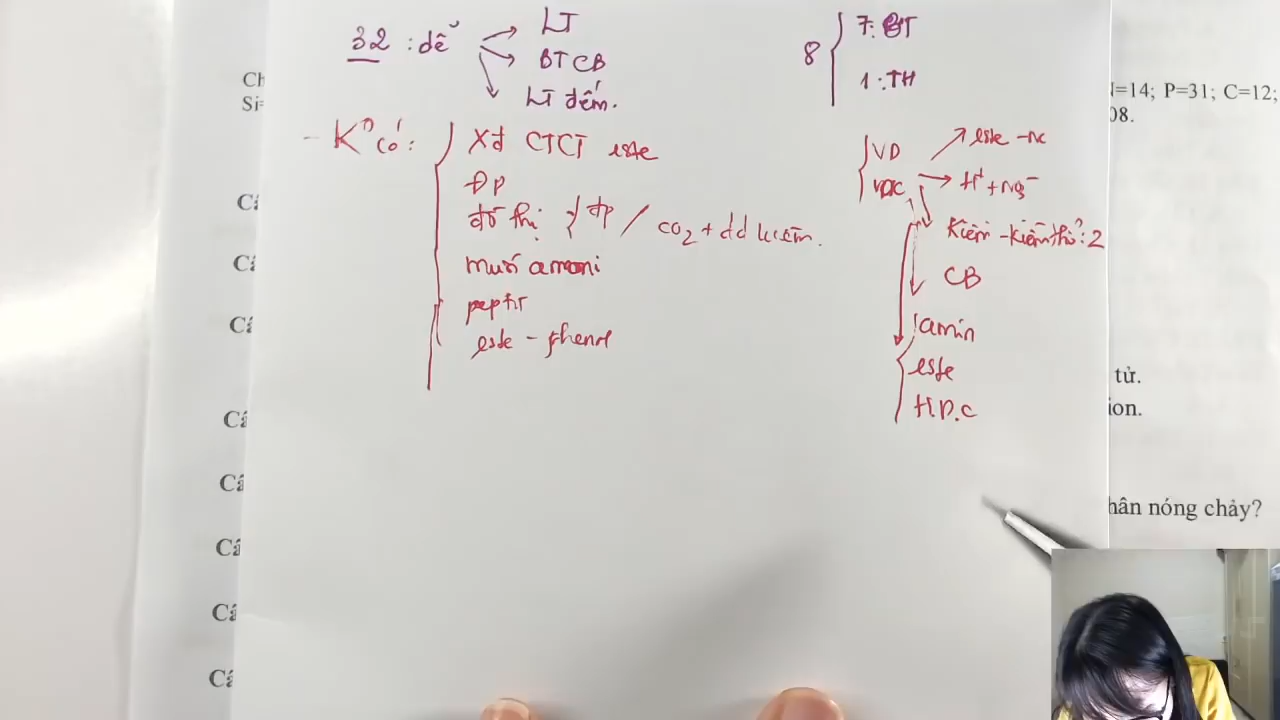 32 : dễ
LT
BTCB
LT đếm.
8
7: BT
1 : TH
- K có :
Xđ CTCT este
ĐP
đồ thị đp / CO2 + dd kiềm.
muối amoni
peptit
este - phenol
VD
VDC
este - no
H+ + NO3-
Kiềm - kiềm thổ : 2
CB
amin
este
H.D.C
Ch
Si=
N=14; P=31; C=12;
08.
Câ
Câ
Câ
tử.
Câ
ion.
Câ
hân nóng chảy?
Câ
Câ
Câ